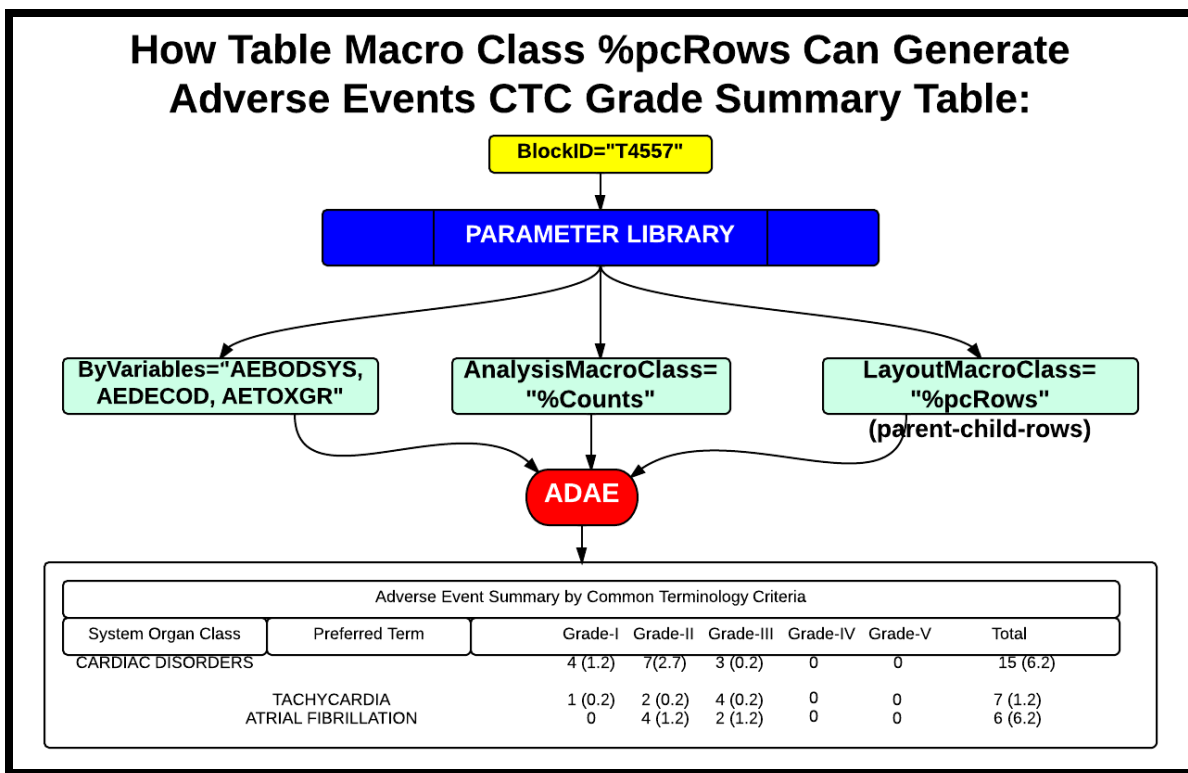 How Table Macro Class %pcRows Can Generate
Adverse Events CTC Grade Summary Table:
BlockID="T4557"
PARAMETER LIBRARY
ByVariables="AEBODSYS,
AEDECOD, AETOXGR"
AnalysisMacroClass=
"%Counts"
LayoutMacroClass=
"%pcRows"
(parent-child-rows)
ADAE
Adverse Event Summary by Common Terminology Criteria
System Organ Class Preferred Term Grade-I Grade-II Grade-III Grade-IV Grade-V Total
CARDIAC DISORDERS 4 (1.2) 7(2.7) 3 (0.2) 0 0 15 (6.2)
TACHYCARDIA 1 (0.2) 2 (0.2) 4 (0.2) 0 0 7 (1.2)
ATRIAL FIBRILLATION 0 4 (1.2) 2 (1.2) 0 0 6 (6.2)